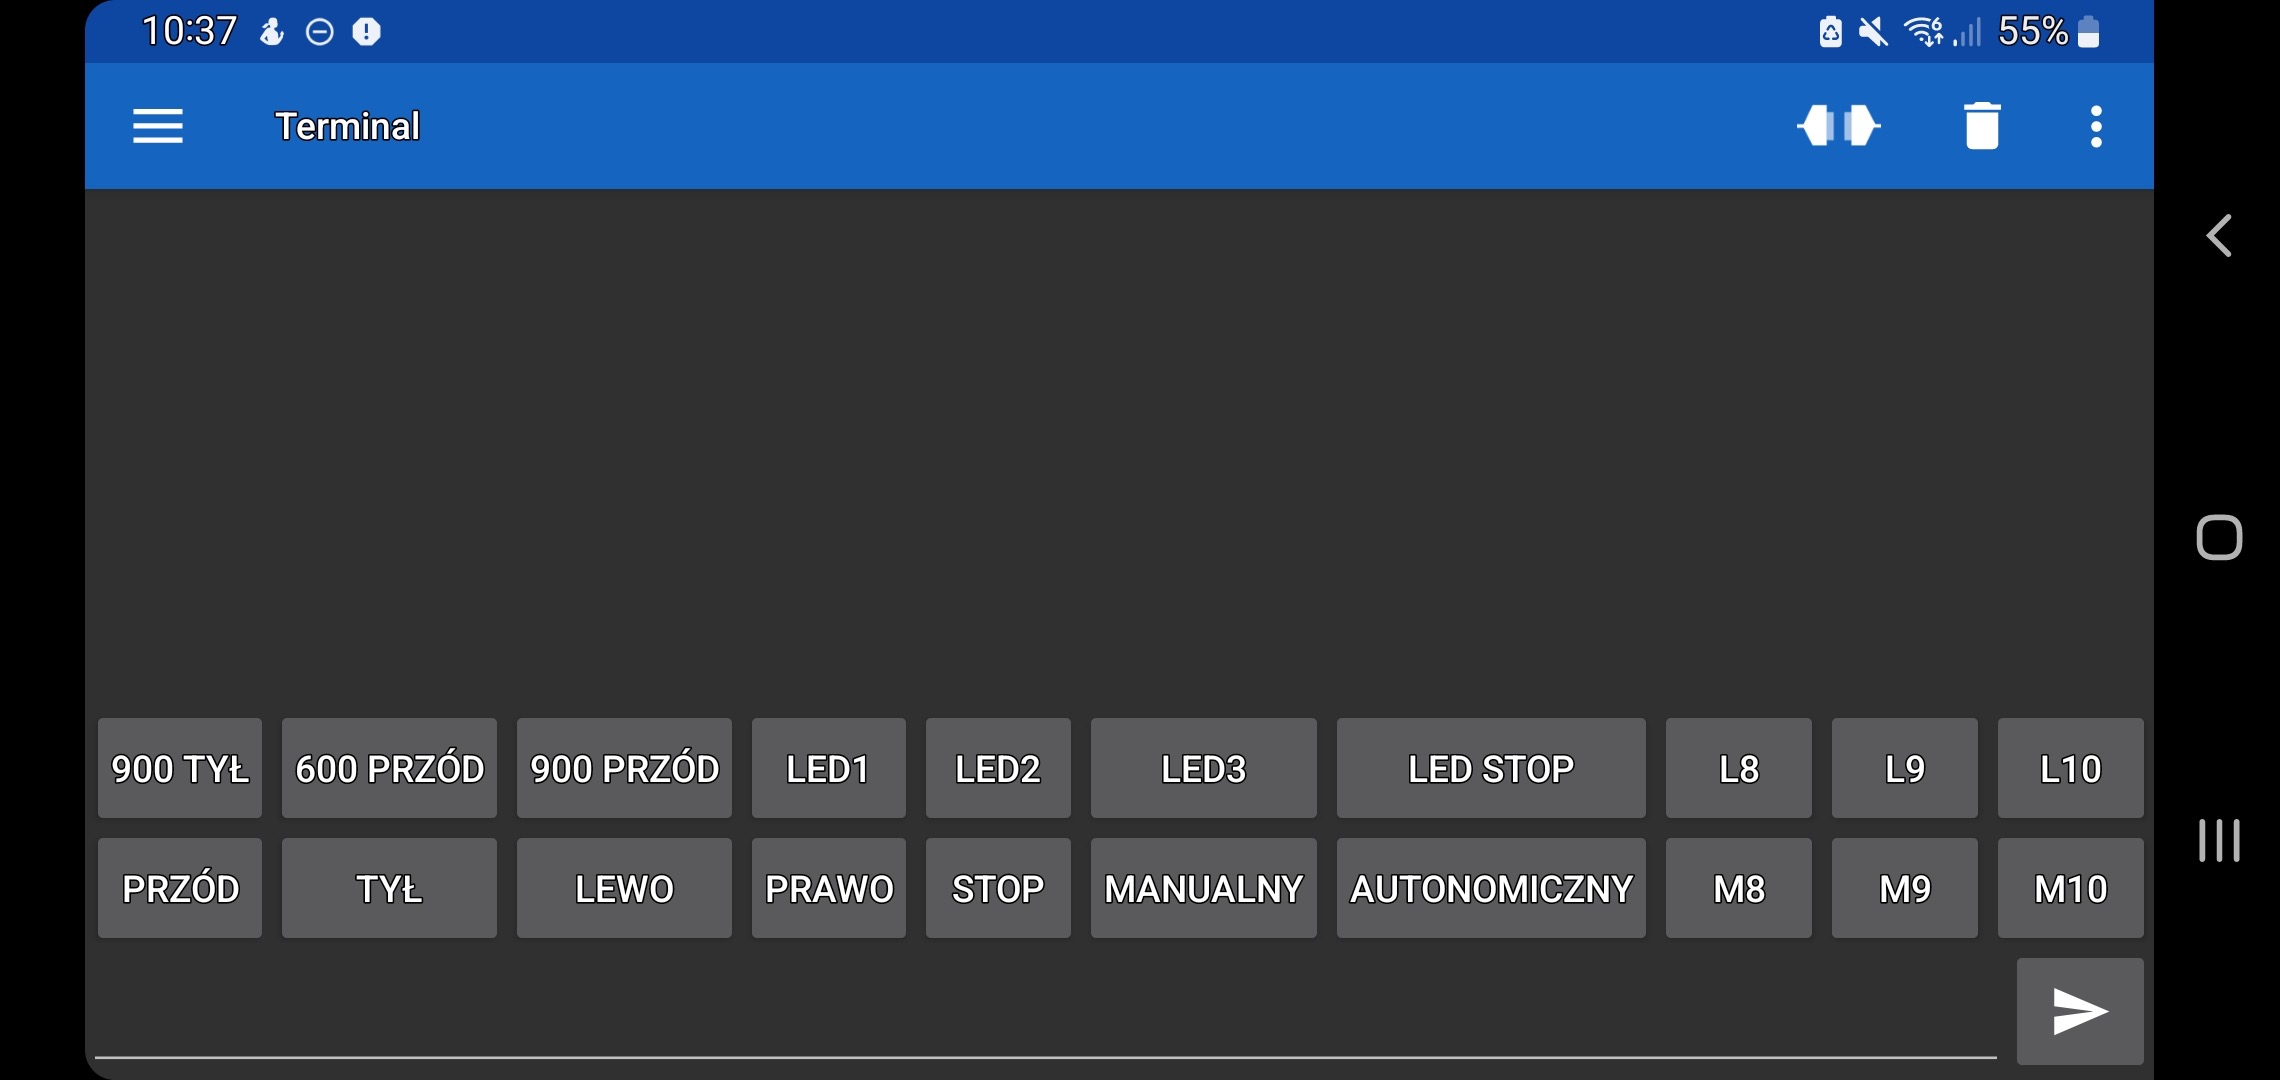 10:37 6 55%
Terminal
900 TYŁ 600 PRZÓD 900 PRZÓD LED1 LED2 LED3 LED STOP L8 L9 L10
PRZÓD TYŁ LEWO PRAWO STOP MANUALNY AUTONOMICZNY M8 M9 M10